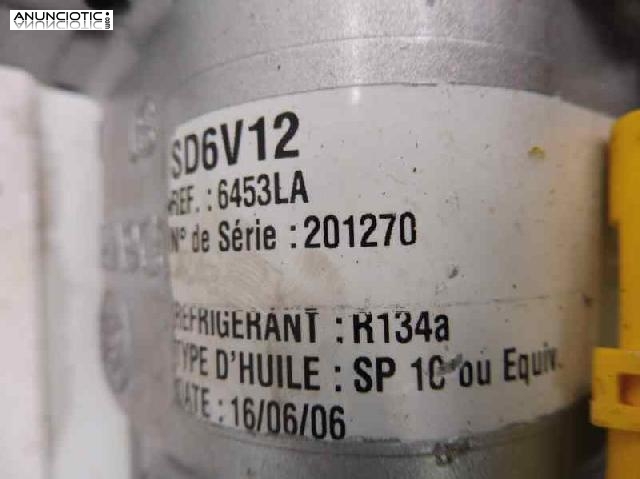 ANUNCIOTIC.com
SD6V12
REF. : 6453LA
N° de Série : 201270
REFRIGERANT : R134a
TYPE D'HUILE : SP 10 ou Equiv.
DATE : 16/06/06